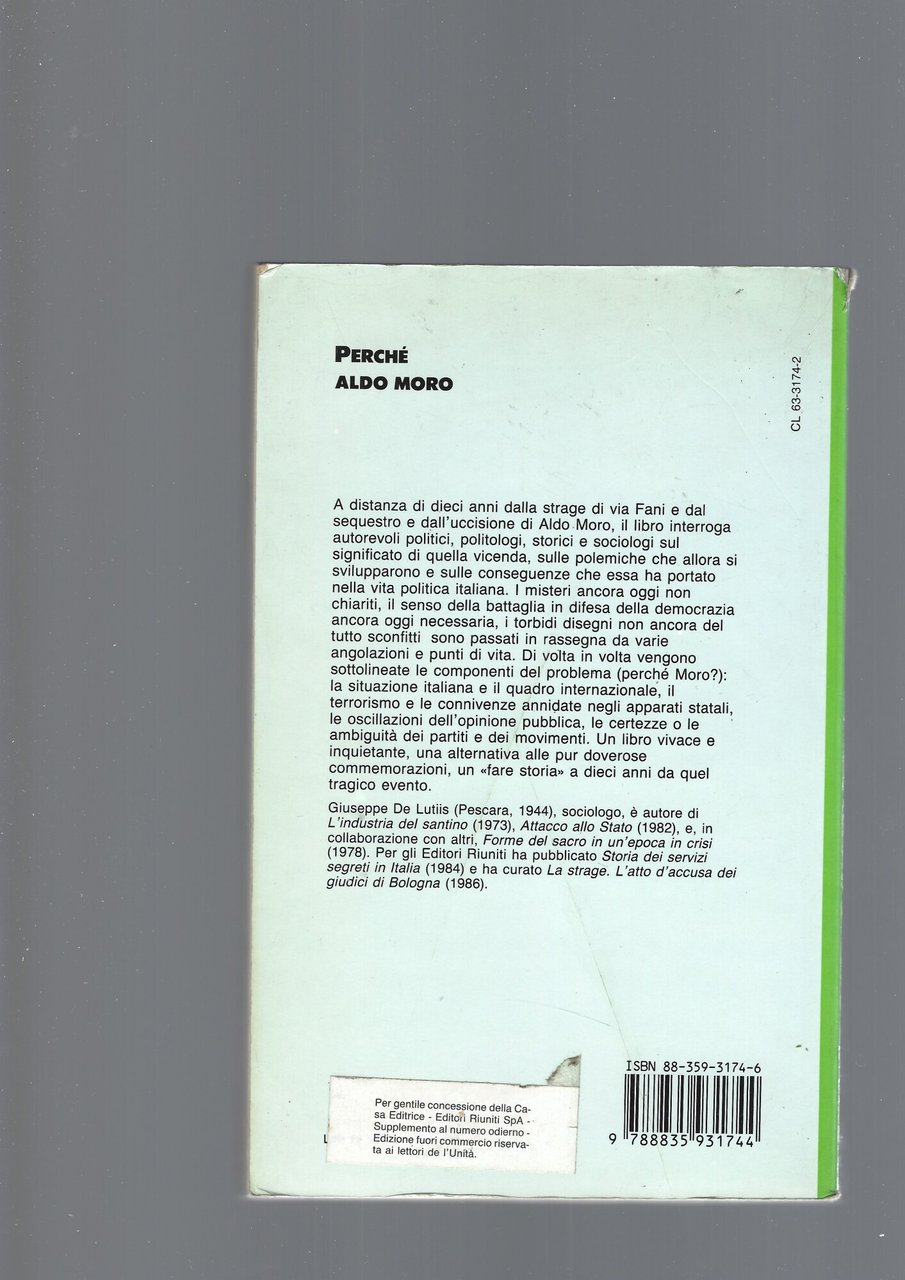 PERCHÉ
ALDO MORO
CL 63-3174-2
A distanza di dieci anni dalla strage di via Fani e dal
sequestro e dall'uccisione di Aldo Moro, il libro interroga
autorevoli politici, politologi, storici e sociologi sul
significato di quella vicenda, sulle polemiche che allora si
svilupparono e sulle conseguenze che essa ha portato
nella vita politica italiana. I misteri ancora oggi non
chiariti, il senso della battaglia in difesa della democrazia
ancora oggi necessaria, i torbidi disegni non ancora del
tutto sconfitti sono passati in rassegna da varie
angolazioni e punti di vita. Di volta in volta vengono
sottolineate le componenti del problema (perché Moro?):
la situazione italiana e il quadro internazionale, il
terrorismo e le connivenze annidate negli apparati statali,
le oscillazioni dell'opinione pubblica, le certezze o le
ambiguità dei partiti e dei movimenti. Un libro vivace e
inquietante, una alternativa alle pur doverose
commemorazioni, un «fare storia» a dieci anni da quel
tragico evento.
Giuseppe De Lutiis (Pescara, 1944), sociologo, è autore di
L'industria del santino (1973), Attacco allo Stato (1982), e, in
collaborazione con altri, Forme del sacro in un'epoca in crisi
(1978). Per gli Editori Riuniti ha pubblicato Storia dei servizi
segreti in Italia (1984) e ha curato La strage. L'atto d'accusa dei
giudici di Bologna (1986).
Per gentile concessione della Ca-
sa Editrice - Editori Riuniti SpA -
Supplemento al numero odierno -
Edizione fuori commercio riserva-
ta ai lettori de l'Unità.
L
ISBN 88-359-3174-6
9 788835 931744